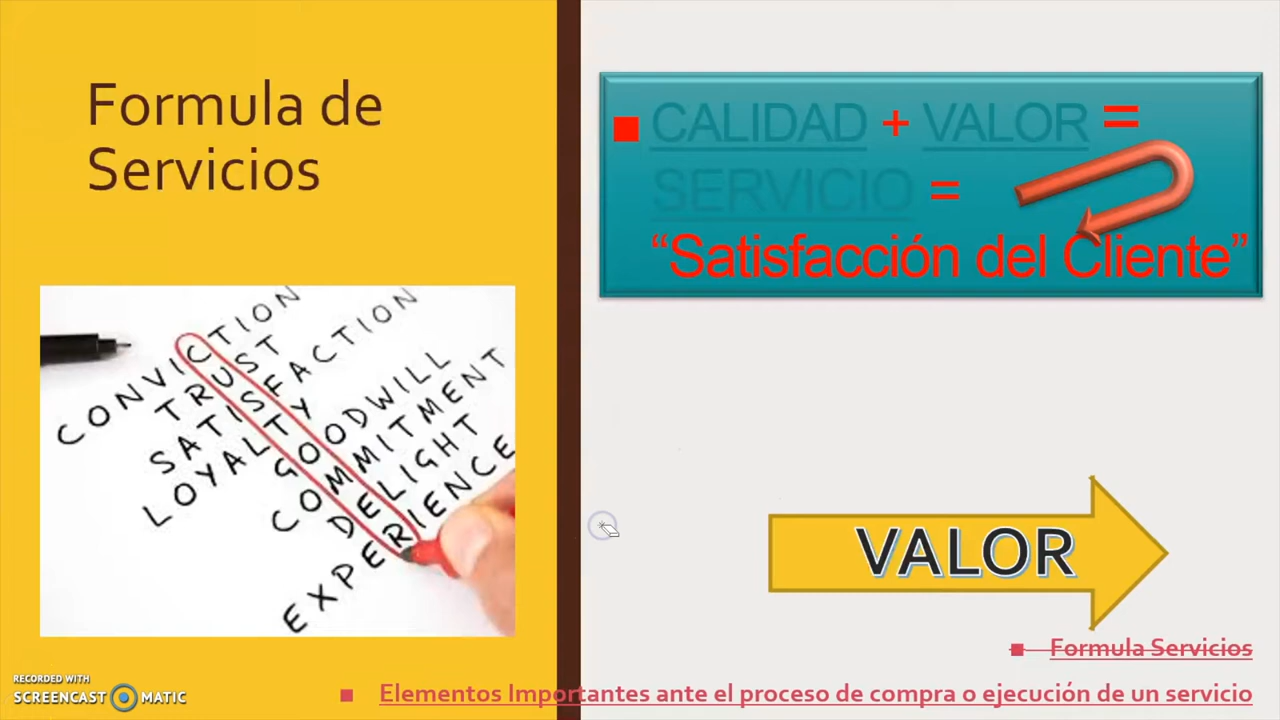 Formula de
Servicios
CALIDAD + VALOR =
SERVICIO =
“Satisfacción del Cliente”
CONVICTION
TRUST
SATISFACTION
LOYALTY
GOODWILL
COMMITMENT
DELIGHT
EXPERIENCE
VALOR
Formula Servicios
Elementos Importantes ante el proceso de compra o ejecución de un servicio
RECORDED WITH
SCREENCAST MATIC